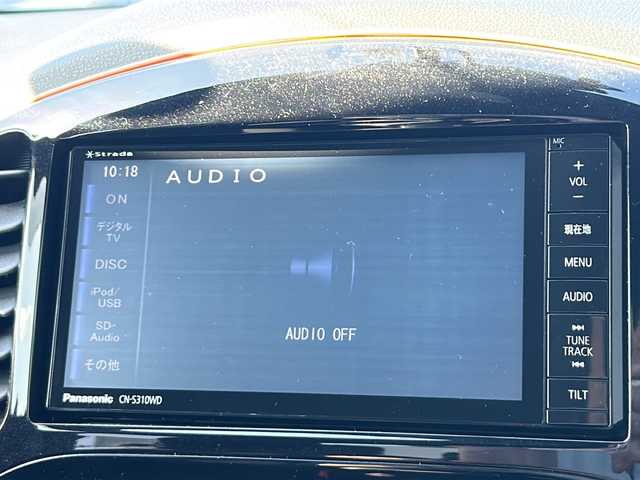 Strada
10:18
AUDIO
ON
デジタル
TV
DISC
iPod/
USB
SD-
Audio
その他
AUDIO OFF
Panasonic CN-S310WD
MIC
+
VOL
−
現在地
MENU
AUDIO
TUNE
TRACK
TILT